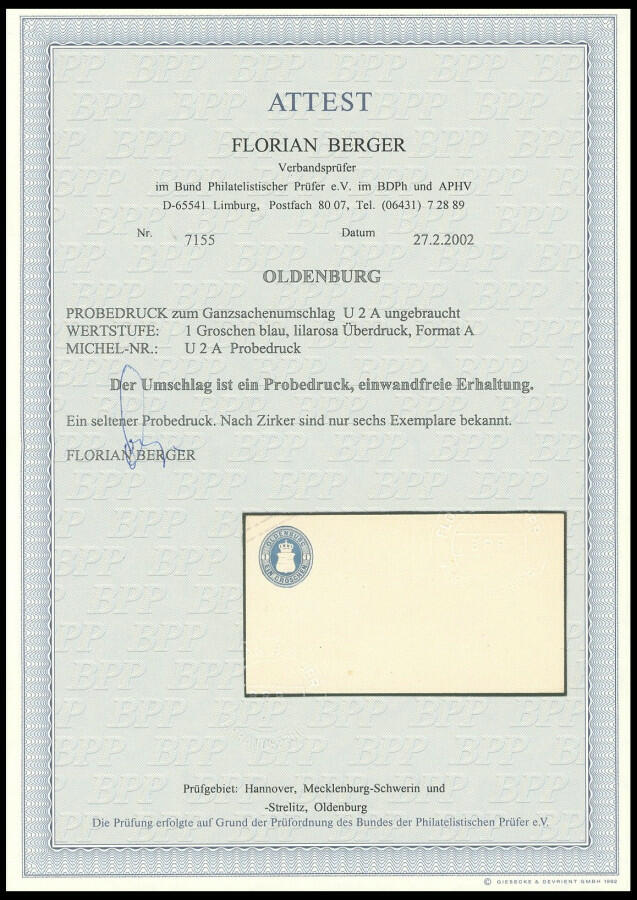 ATTEST
FLORIAN BERGER
Verbandsprüfer
im Bund Philatelistischer Prüfer e.V. im BDPh und APHV
D-65541 Limburg, Postfach 80 07, Tel. (06431) 7 28 89
Nr. 7155 Datum 27.2.2002
OLDENBURG
PROBEDRUCK zum Ganzsachenumschlag U 2 A ungebraucht
WERTSTUFE: 1 Groschen blau, lilarosa Überdruck, Format A
MICHEL-NR.: U 2 A Probedruck
Der Umschlag ist ein Probedruck, einwandfreie Erhaltung.
Ein seltener Probedruck. Nach Zirker sind nur sechs Exemplare bekannt.
FLORIAN BERGER
OLDENBURG
EIN GROSCHEN
Prüfgebiet: Hannover, Mecklenburg-Schwerin und
-Strelitz, Oldenburg
Die Prüfung erfolgte auf Grund der Prüfordnung des Bundes der Philatelistischen Prüfer e.V.
© GIESECKE & DEVRIENT GMBH 1992